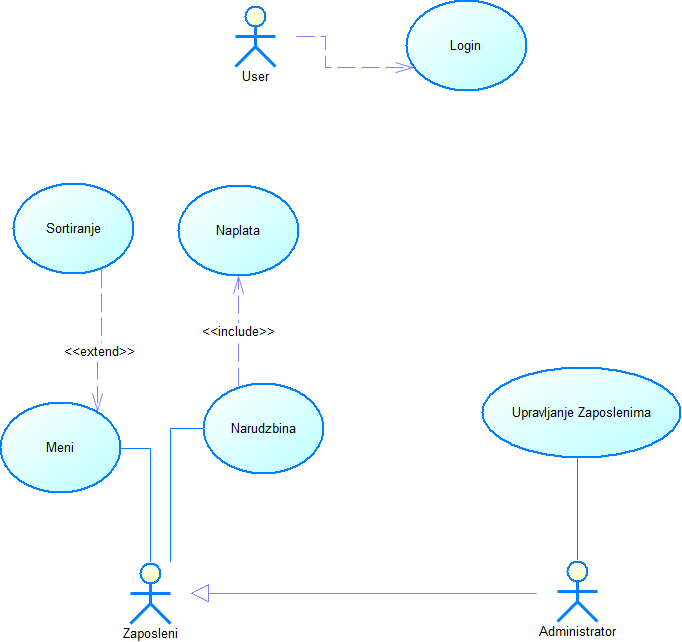 Login
User
Sortiranje
Naplata
<<extend>>
<<include>>
Upravljanje Zaposlenima
Meni
Narudzbina
Zaposleni
Administrator